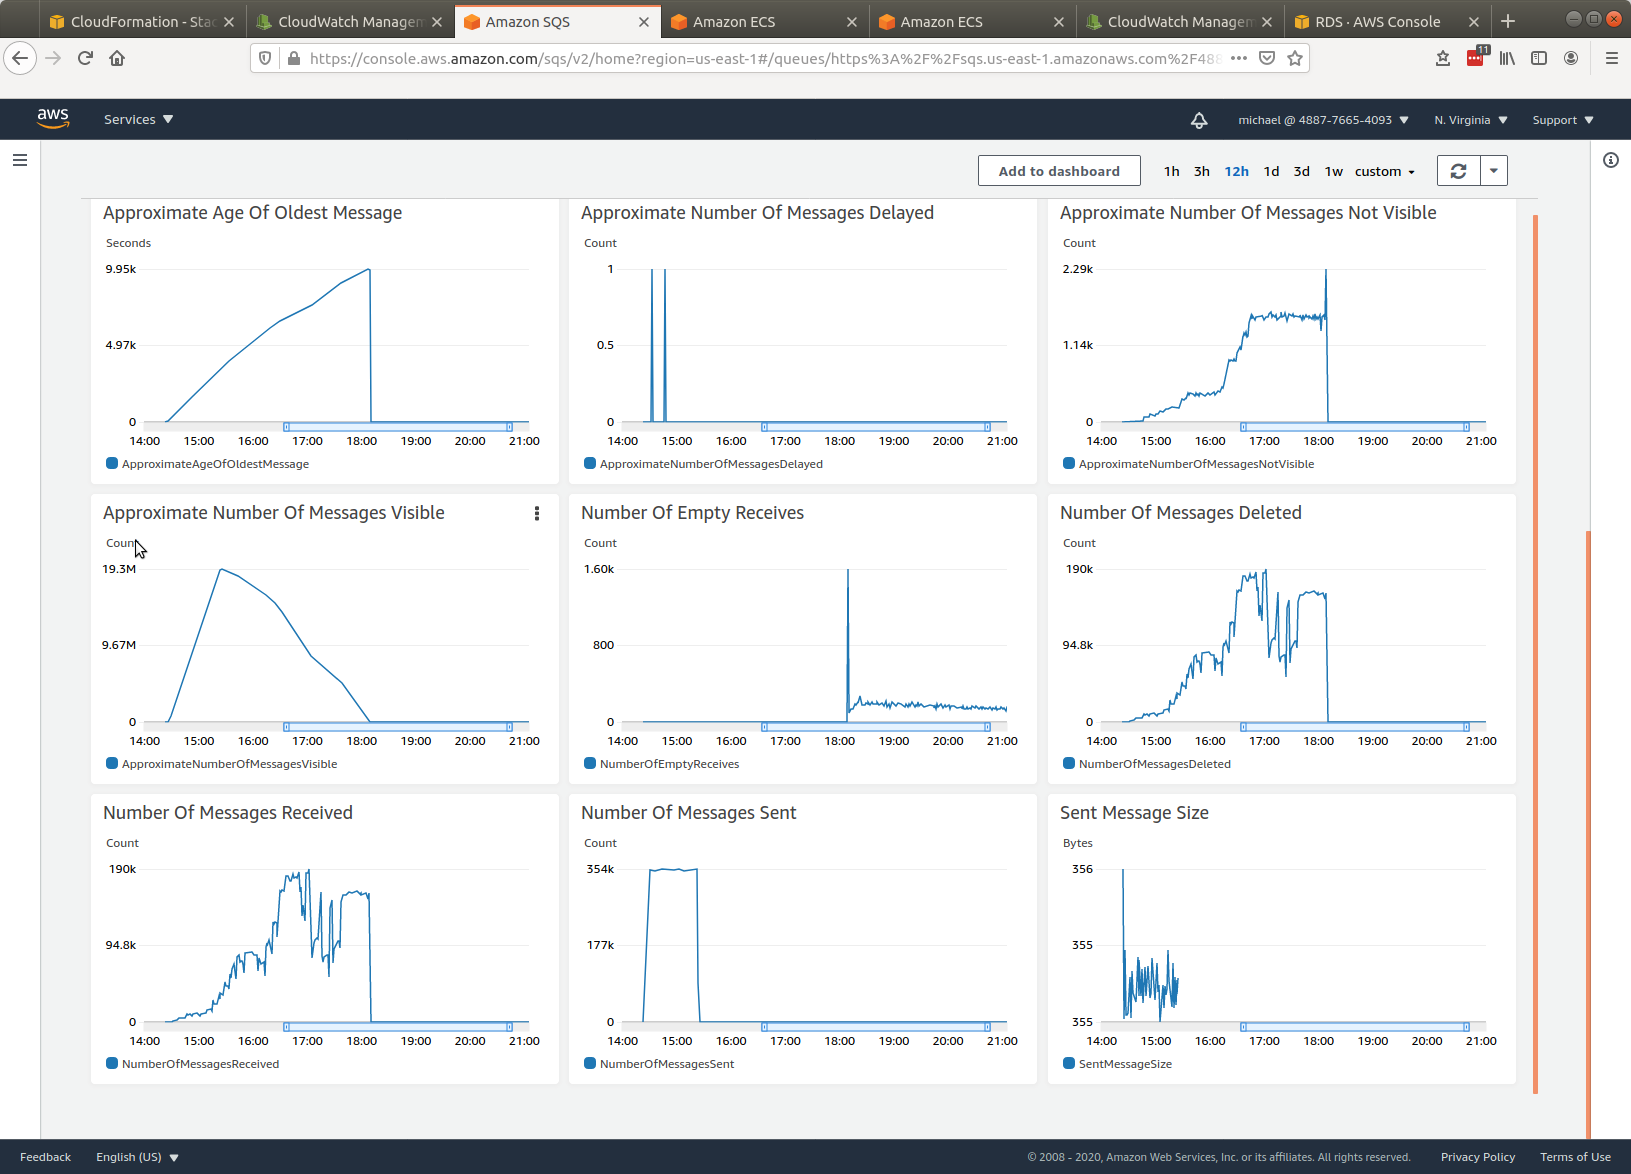 CloudFormation - Stac
CloudWatch Managem
Amazon SQS
Amazon ECS
Amazon ECS
CloudWatch Managem
RDS · AWS Console
https://console.aws.amazon.com/sqs/v2/home?region=us-east-1#/queues/https%3A%2F%2Fsqs.us-east-1.amazonaws.com%2F488
11
aws
Services
michael @ 4887-7665-4093
N. Virginia
Support
Add to dashboard
1h 3h 12h 1d 3d 1w custom
Approximate Age Of Oldest Message
Seconds
9.95k
4.97k
0
14:00 15:00 16:00 17:00 18:00 19:00 20:00 21:00
ApproximateAgeOfOldestMessage
Approximate Number Of Messages Delayed
Count
1
0.5
0
14:00 15:00 16:00 17:00 18:00 19:00 20:00 21:00
ApproximateNumberOfMessagesDelayed
Approximate Number Of Messages Not Visible
Count
2.29k
1.14k
0
14:00 15:00 16:00 17:00 18:00 19:00 20:00 21:00
ApproximateNumberOfMessagesNotVisible
Approximate Number Of Messages Visible
Count
19.3M
9.67M
0
14:00 15:00 16:00 17:00 18:00 19:00 20:00 21:00
ApproximateNumberOfMessagesVisible
Number Of Empty Receives
Count
1.60k
800
0
14:00 15:00 16:00 17:00 18:00 19:00 20:00 21:00
NumberOfEmptyReceives
Number Of Messages Deleted
Count
190k
94.8k
0
14:00 15:00 16:00 17:00 18:00 19:00 20:00 21:00
NumberOfMessagesDeleted
Number Of Messages Received
Count
190k
94.8k
0
14:00 15:00 16:00 17:00 18:00 19:00 20:00 21:00
NumberOfMessagesReceived
Number Of Messages Sent
Count
354k
177k
0
14:00 15:00 16:00 17:00 18:00 19:00 20:00 21:00
NumberOfMessagesSent
Sent Message Size
Bytes
356
355
355
14:00 15:00 16:00 17:00 18:00 19:00 20:00 21:00
SentMessageSize
Feedback
English (US)
© 2008 - 2020, Amazon Web Services, Inc. or its affiliates. All rights reserved.
Privacy Policy
Terms of Use